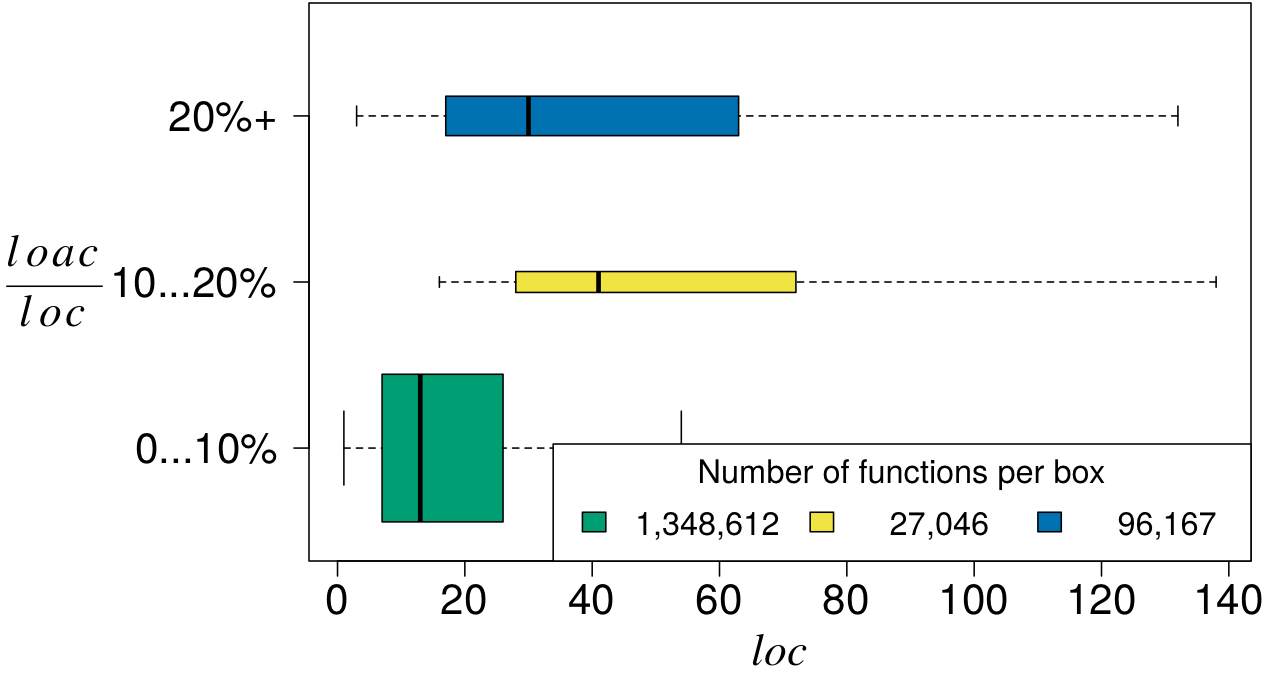 20%+
loac
loc
10...20%
0...10%
Number of functions per box
1,348,612 27,046 96,167
0 20 40 60 80 100 120 140
loc